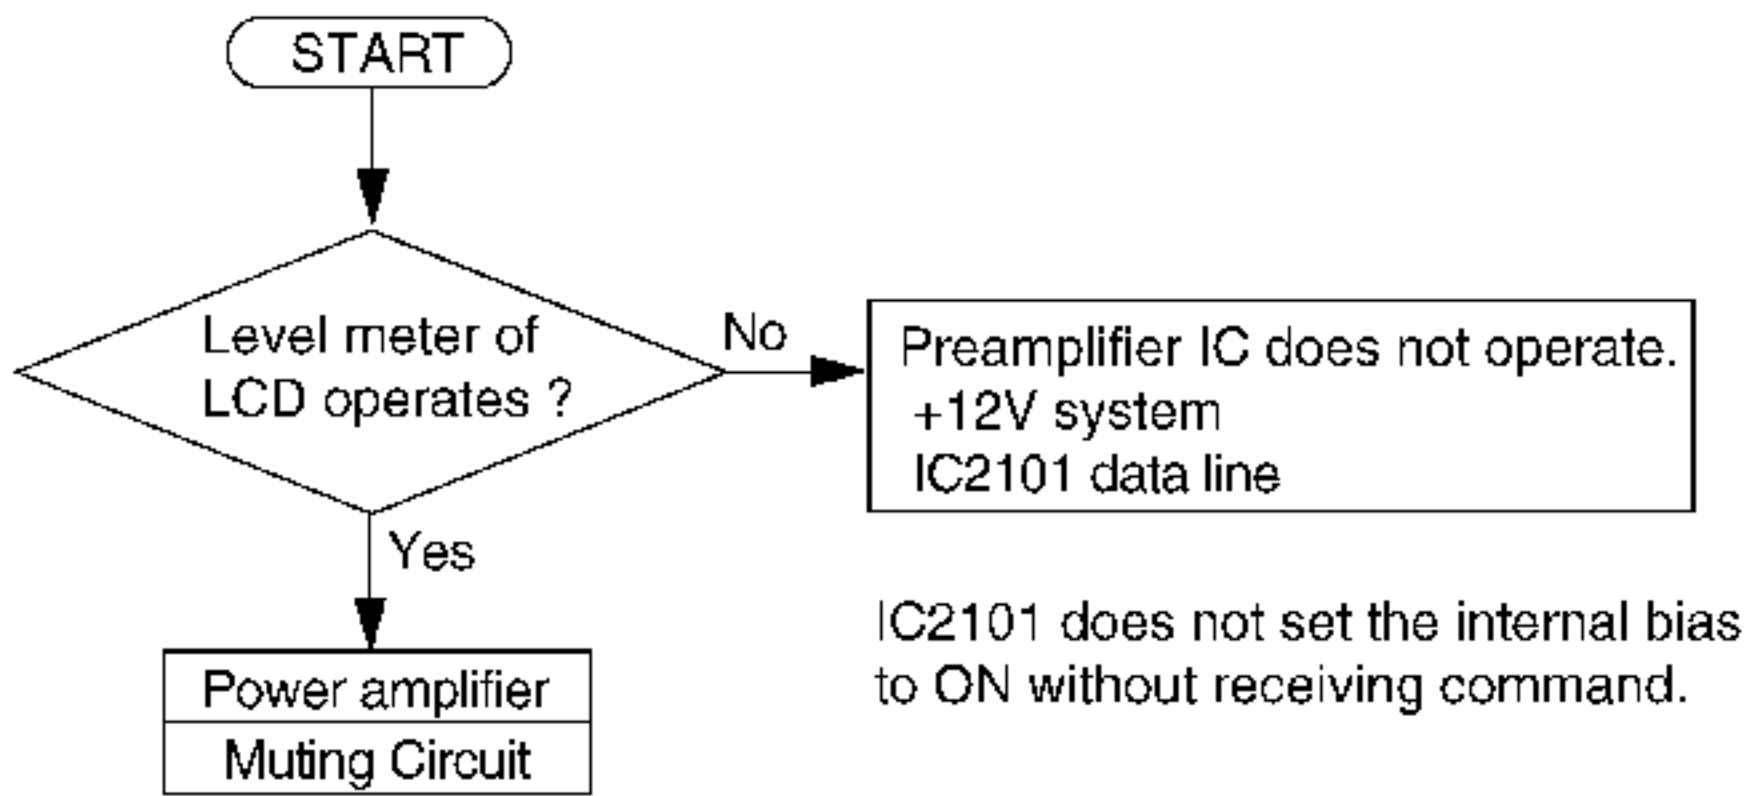 START
Level meter of
LCD operates ?
No
Preamplifier IC does not operate.
+12V system
IC2101 data line
Yes
IC2101 does not set the internal bias
to ON without receiving command.
Power amplifier
Muting Circuit